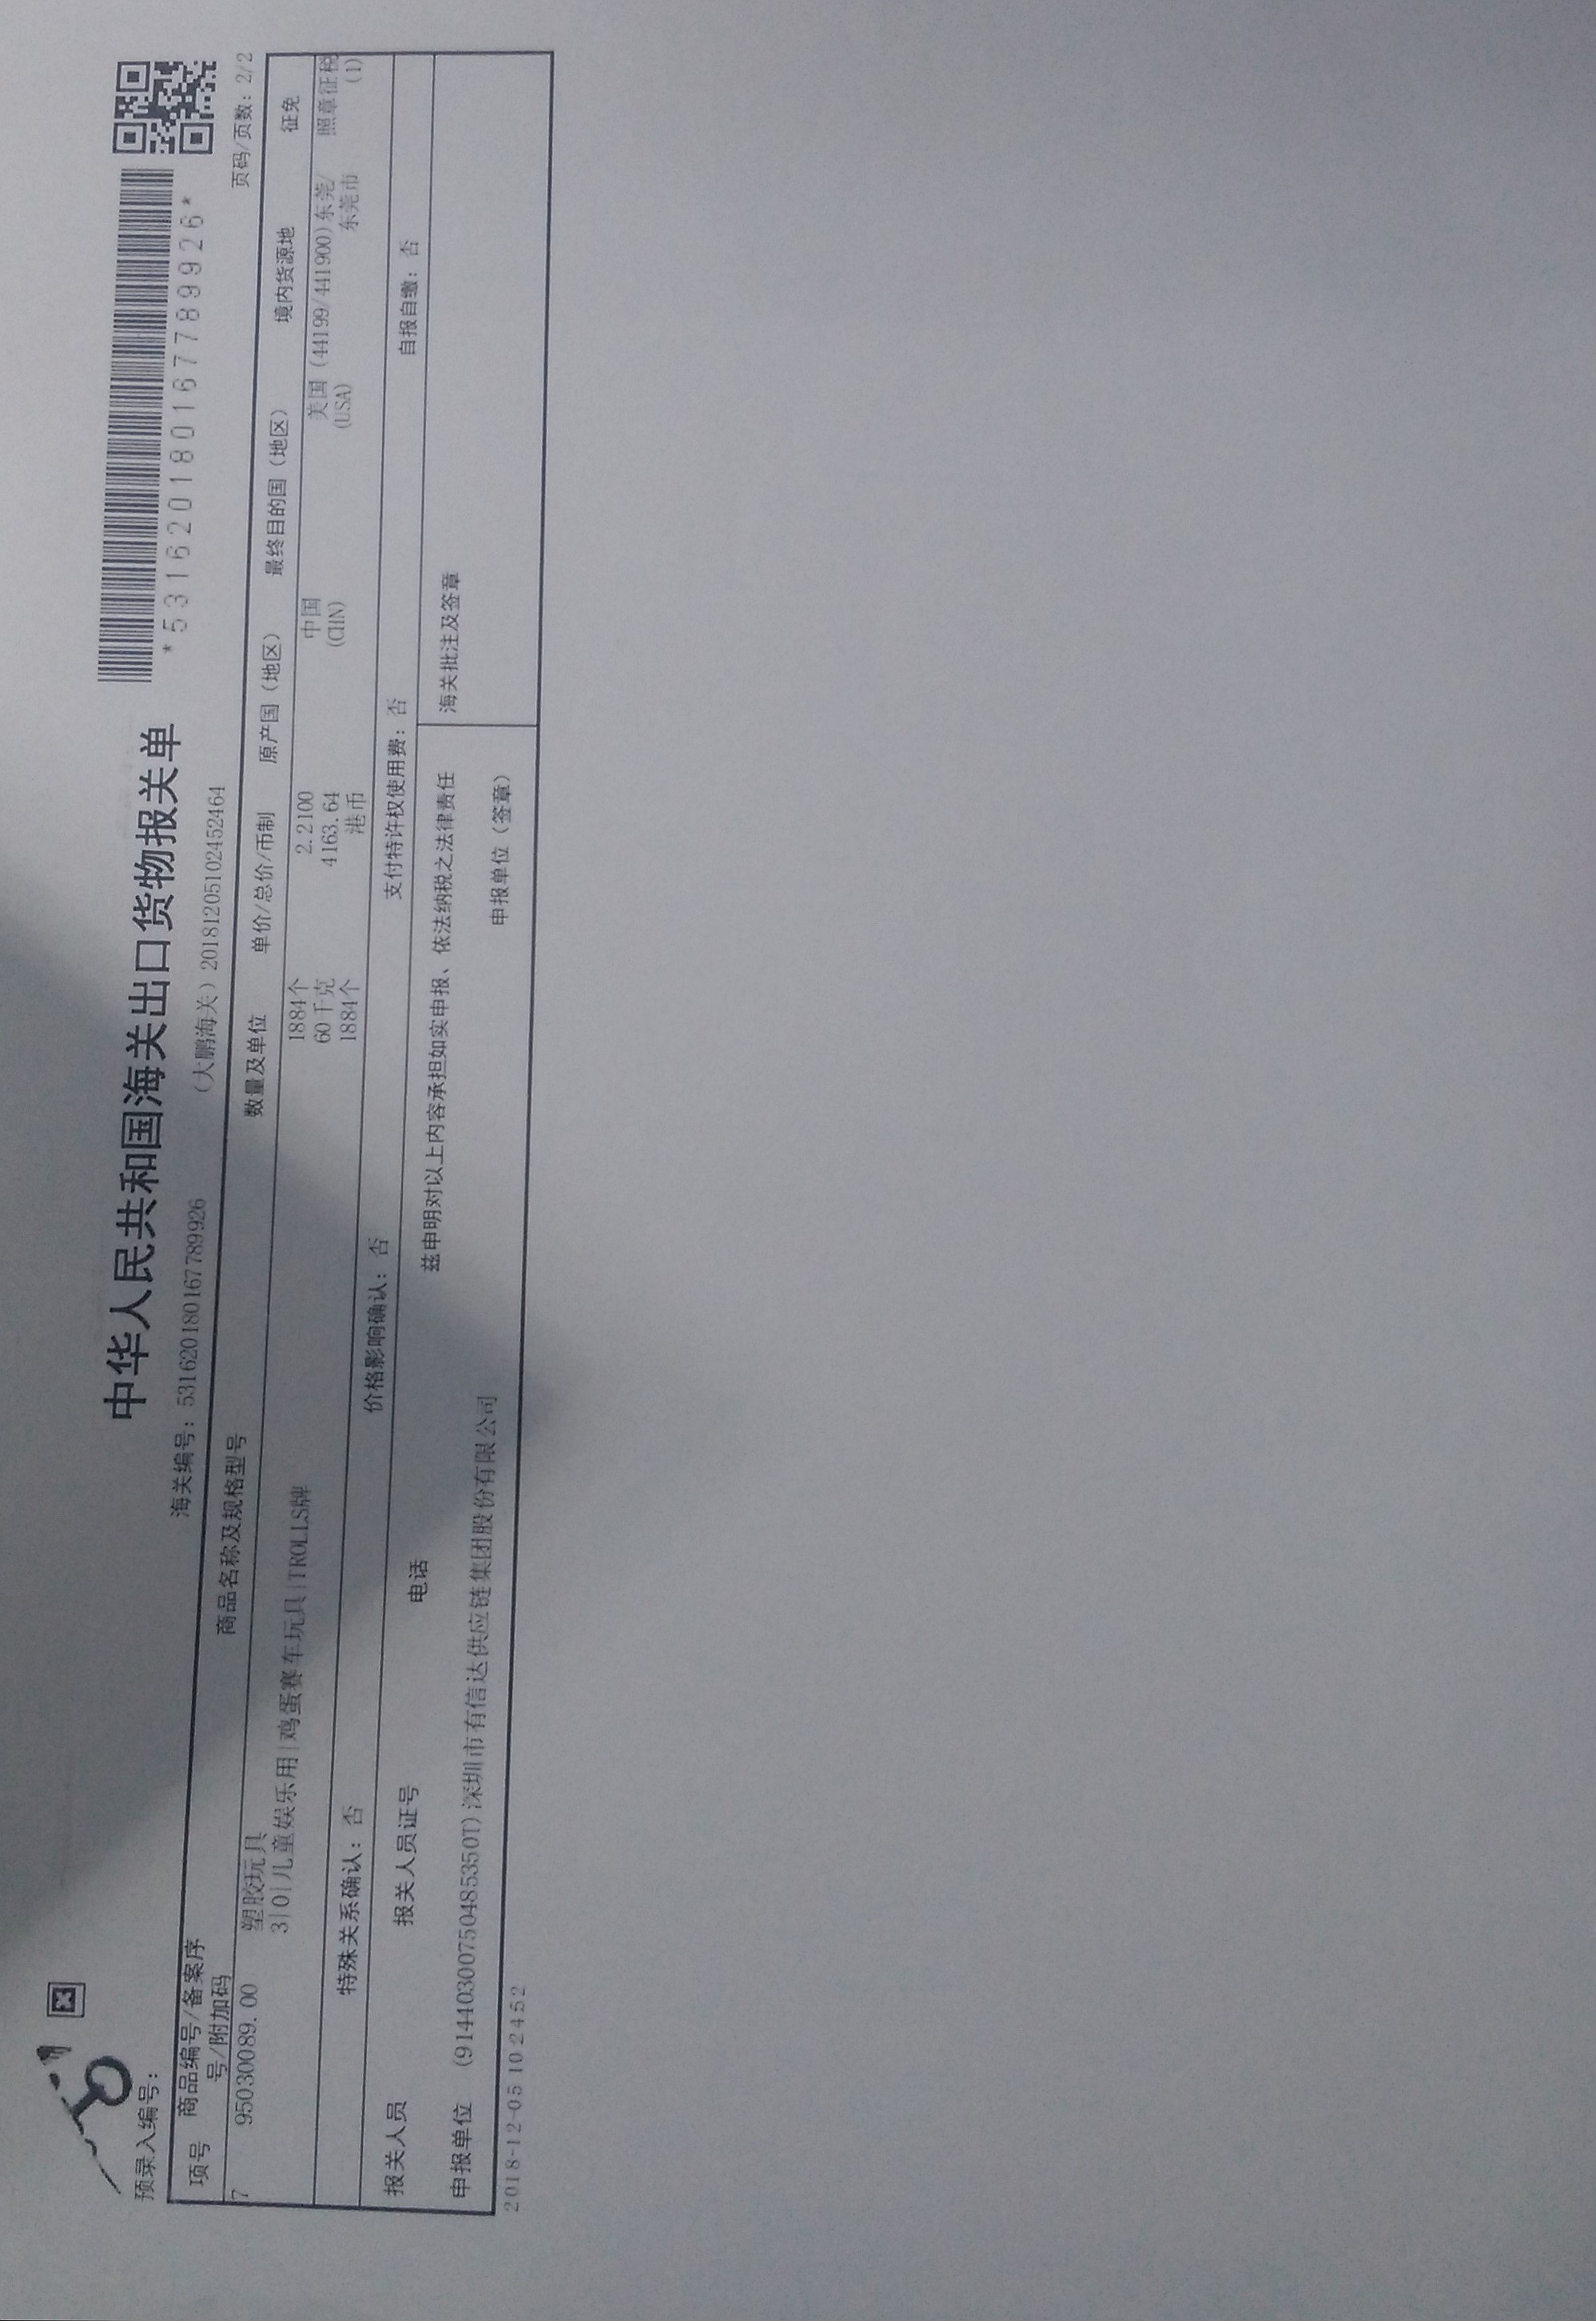 中华人民共和国海关出口货物报关单
*531620180167789926*
预录入编号:
海关编号: 531620180167789926
(大鹏海关) 20181205102452464
页码/页数: 2/2
项号 商品编号/备案序号/附加码 商品名称及规格型号 数量及单位 单价/总价/币制 原产国(地区) 最终目的国(地区) 境内货源地 征免
7 95030089.00 塑胶玩具 1884个 2.2100 中国 美国 (44199/441900)东莞/ 照章征税
3|0|儿童娱乐用|鸡蛋赛车玩具|TROLLS牌 60千克 4163.64 (CHN) (USA) 东莞市 (1)
1884个 港币
特殊关系确认: 否 价格影响确认: 否 支付特许权使用费: 否 自报自缴: 否
报关人员 报关人员证号 电话 兹申明对以上内容承担如实申报、依法纳税之法律责任 海关批注及签章
申报单位 (91440300750485350T)深圳市有信达供应链集团股份有限公司 申报单位(签章)
2018-12-05102452